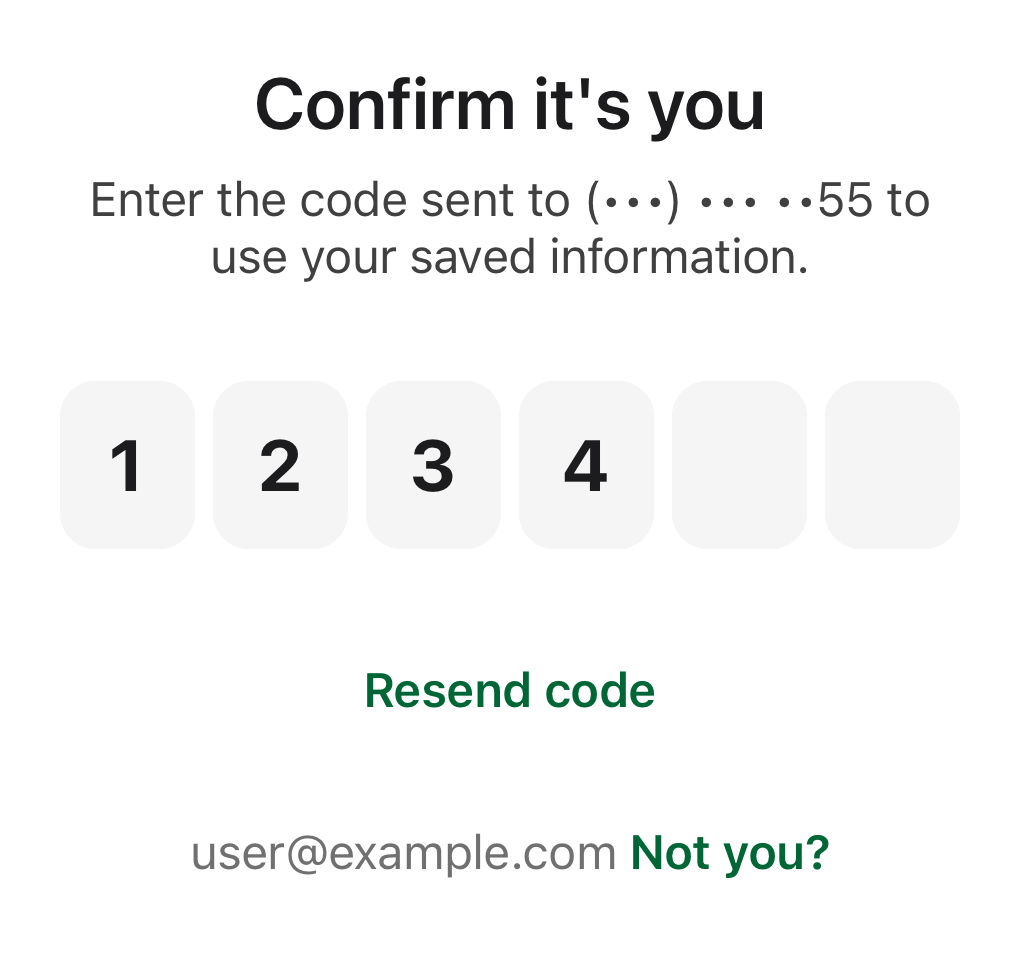 Confirm it's you
Enter the code sent to (•••) ••• ••55 to
use your saved information.
1 2 3 4
Resend code
user@example.com Not you?